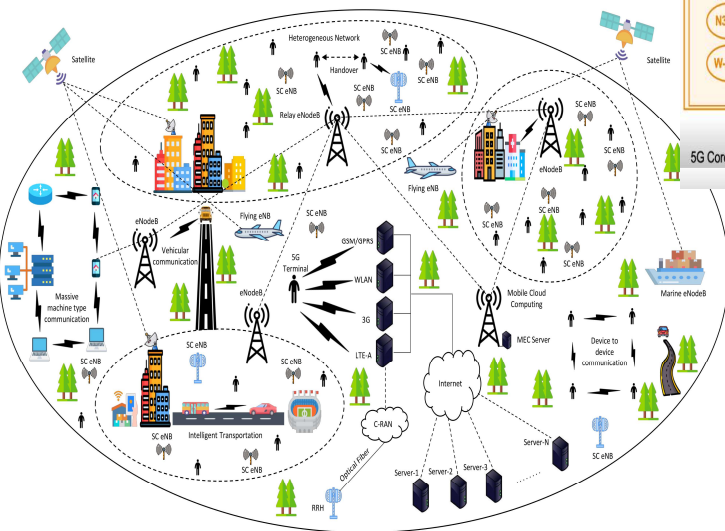 Satellite
Heterogeneous Network
SC eNB
Handover
SC eNB
SC eNB
SC eNB
SC eNB
SC eNB
Relay eNodeB
SC eNB
Satellite
N3
W-
5G Cor
SC eNB
SC eNB
eNodeB
SC eNB
SC eNB
SC eNB
SC eNB
Flying eNB
Flying eNB
SC eNB
eNodeB
Vehicular
communication
5G
Terminal
GSM/GPRS
WLAN
3G
LTE-A
eNodeB
Massive
machine type
communication
Mobile Cloud
Computing
MEC Server
Marine eNodeB
Device to
device
communication
SC eNB
SC eNB
SC eNB
Intelligent Transportation
SC eNB
SC eNB
Internet
C-RAN
Optical Fiber
RRH
Server-1
Server-2
Server-3
........
Server-N
SC eNB